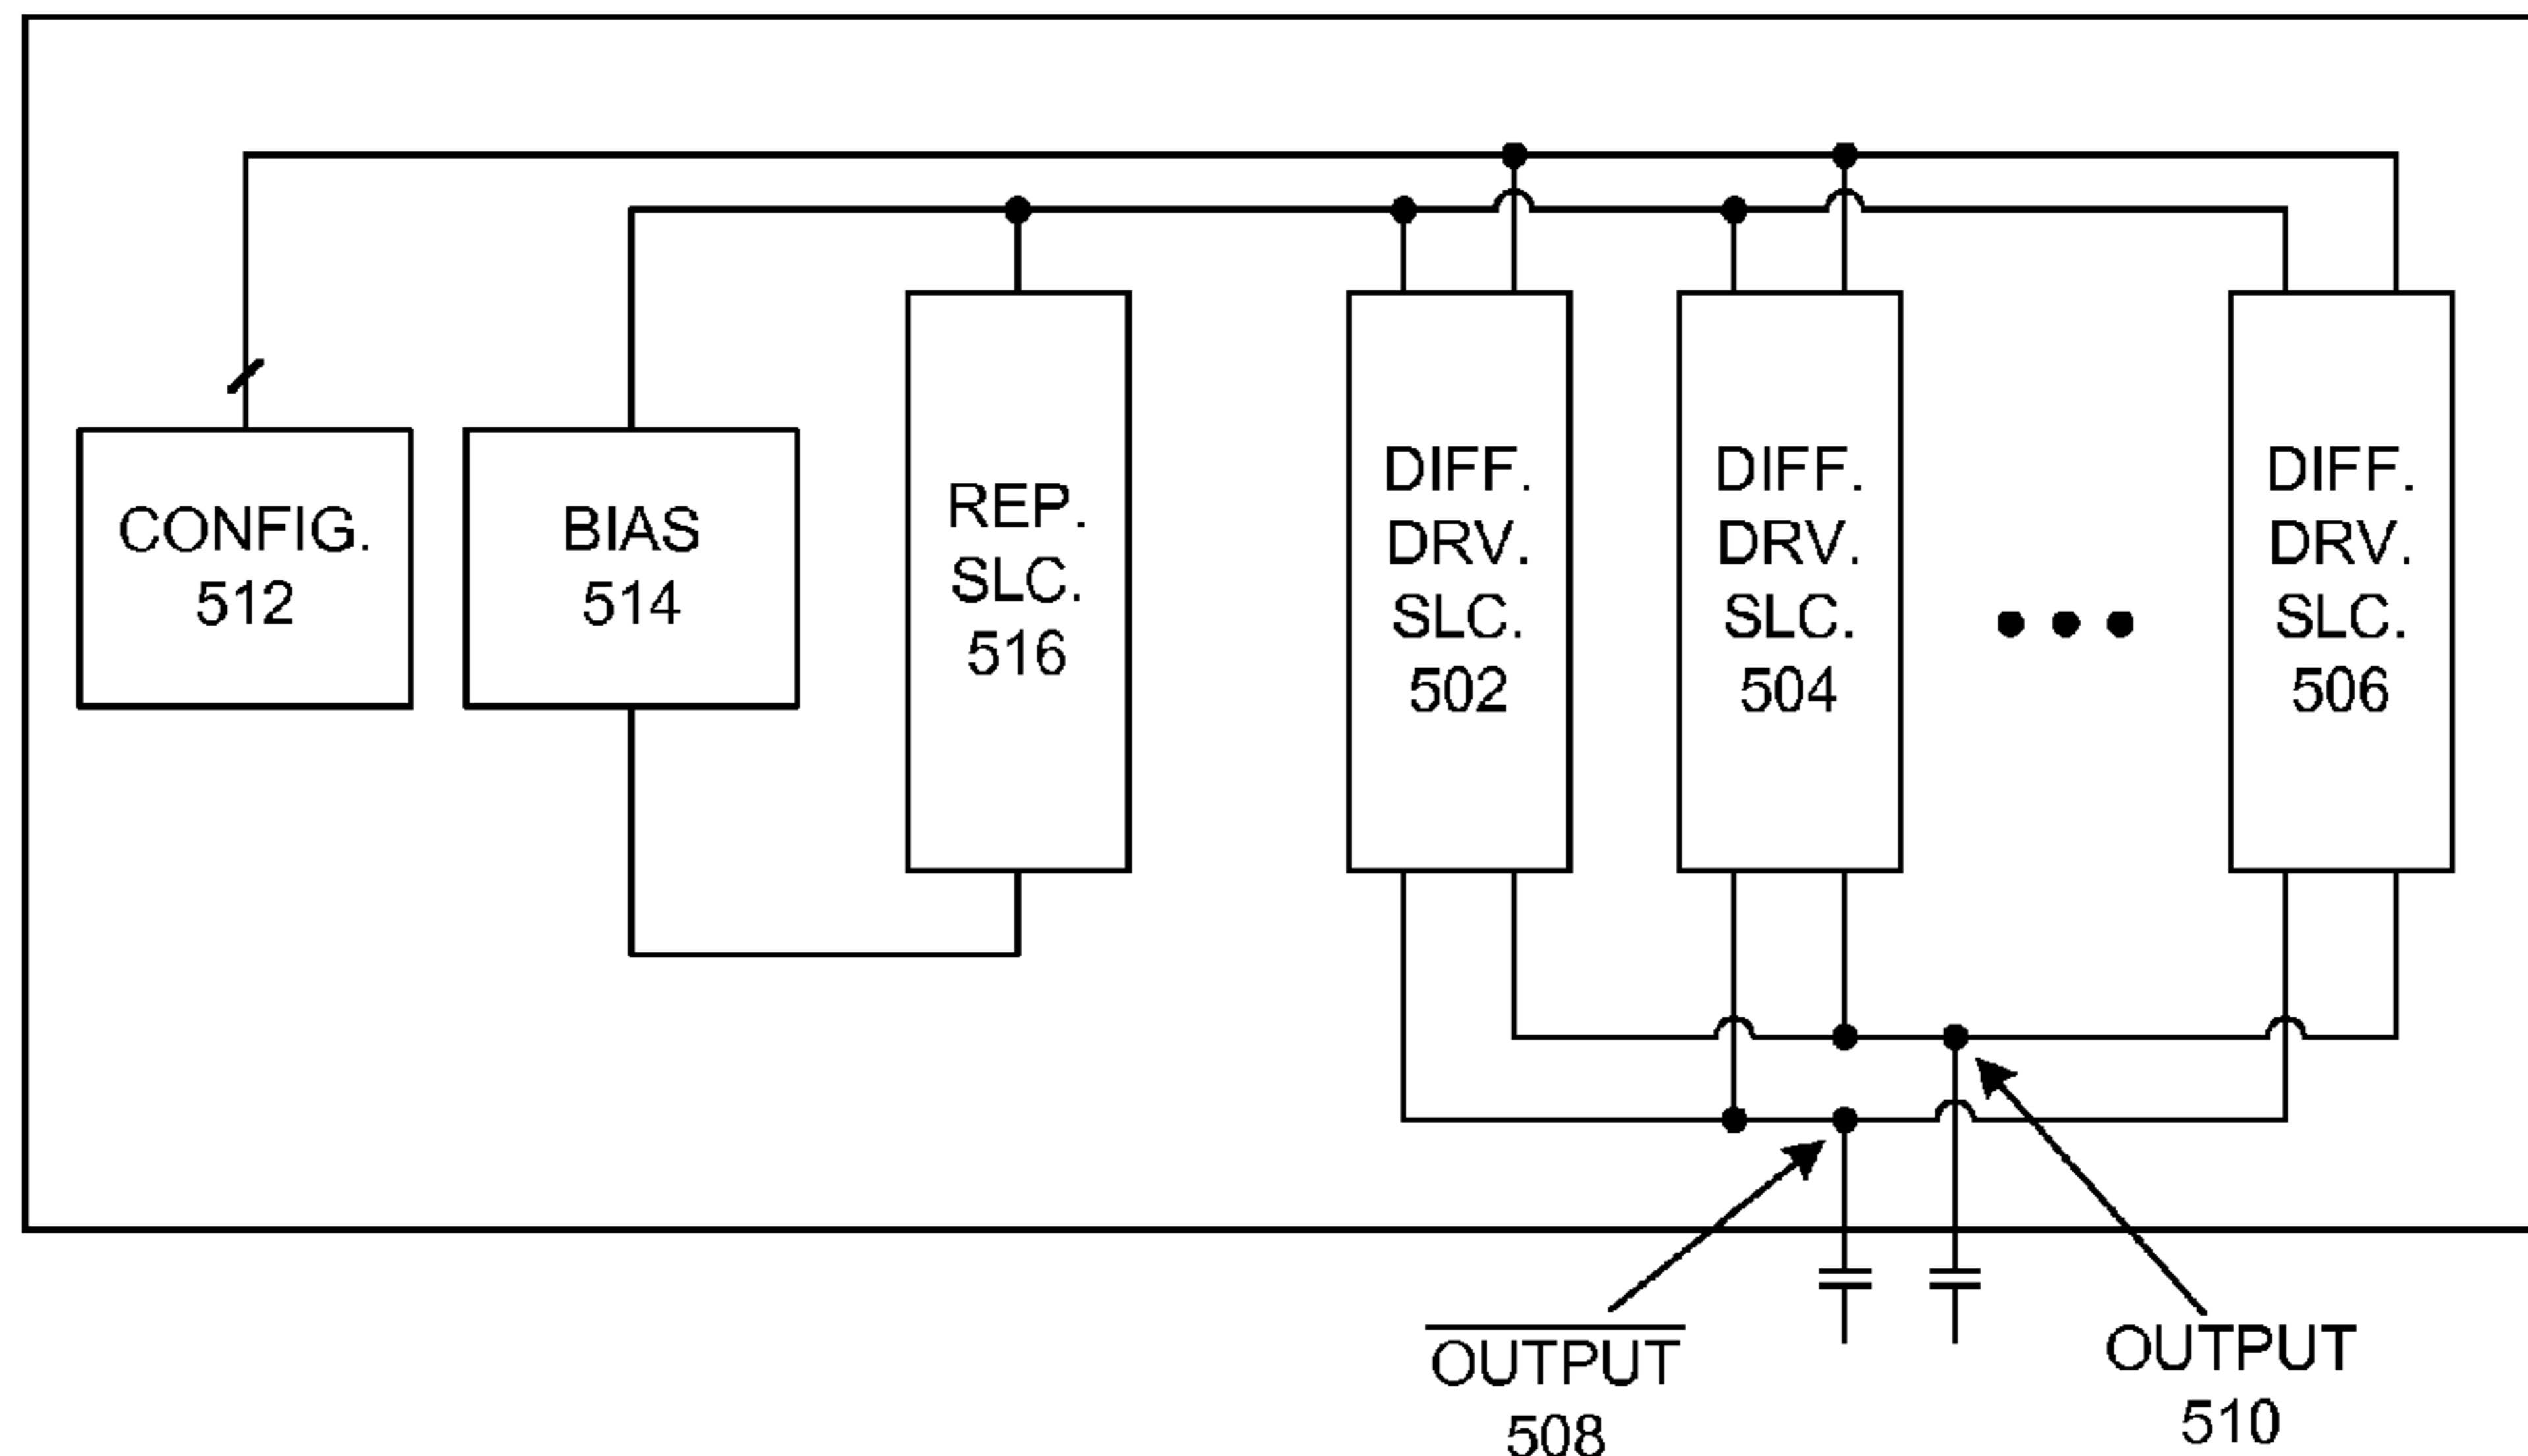 CONFIG.
512
BIAS
514
REP.
SLC.
516
DIFF.
DRV.
SLC.
502
DIFF.
DRV.
SLC.
504
DIFF.
DRV.
SLC.
506
OUTPUT
508
OUTPUT
510